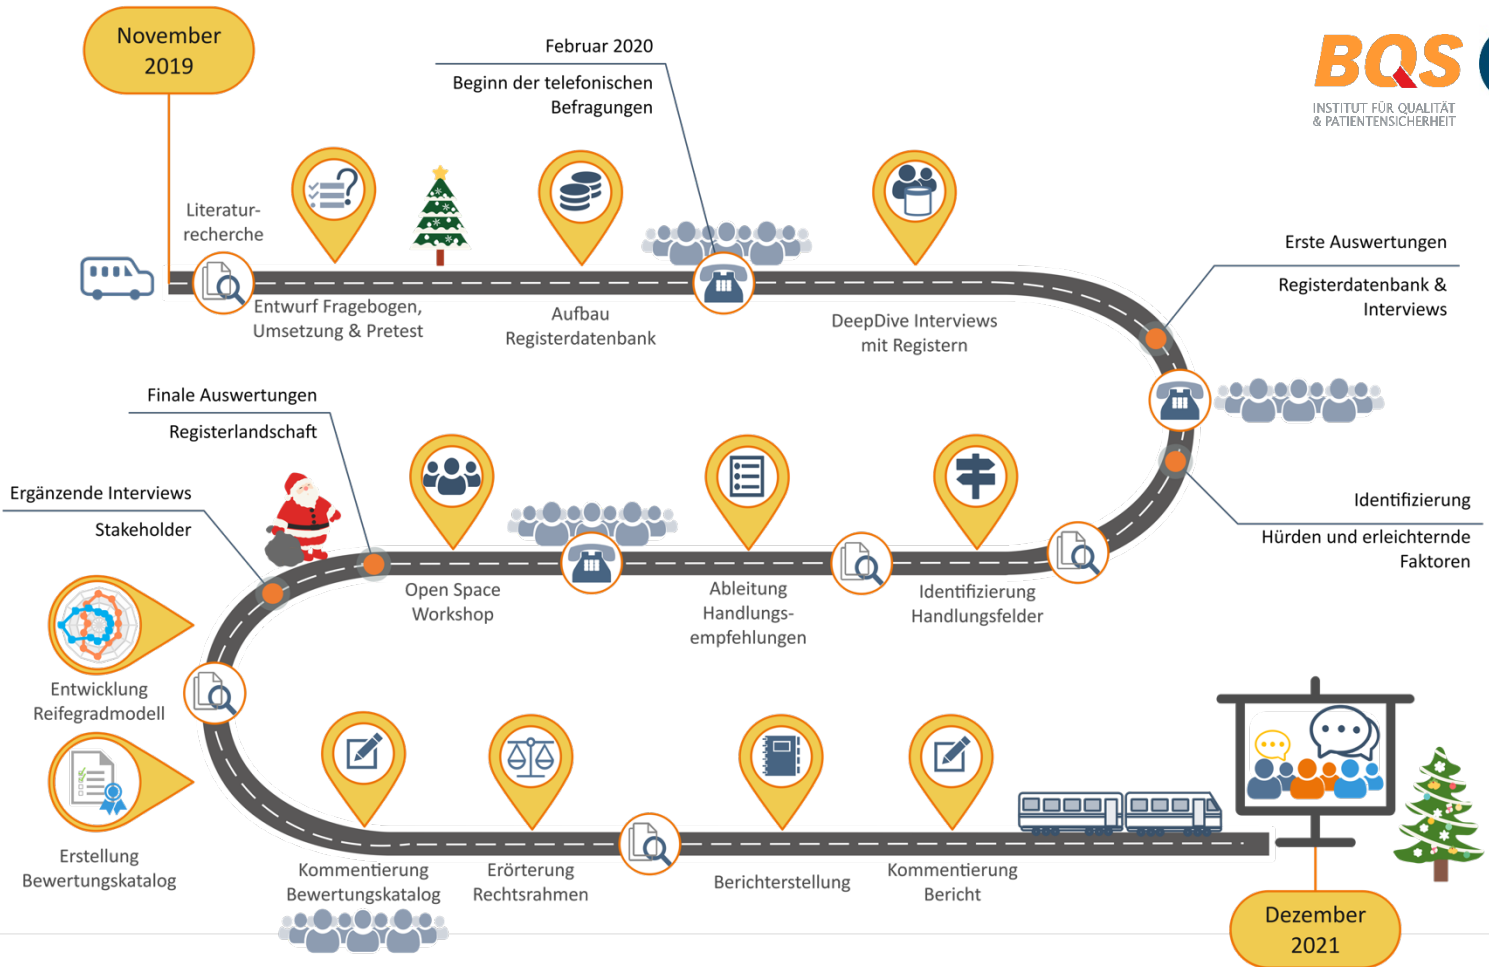 November
2019
Februar 2020
Beginn der telefonischen
Befragungen
BQS
INSTITUT FÜR QUALITÄT
& PATIENTENSICHERHEIT
Literatur-
recherche
Entwurf Fragebogen,
Umsetzung & Pretest
Aufbau
Registerdatenbank
DeepDive Interviews
mit Registern
Erste Auswertungen
Registerdatenbank &
Interviews
Identifizierung
Hürden und erleichternde
Faktoren
Identifizierung
Handlungsfelder
Ableitung
Handlungs-
empfehlungen
Open Space
Workshop
Finale Auswertungen
Registerlandschaft
Ergänzende Interviews
Stakeholder
Entwicklung
Reifegradmodell
Erstellung
Bewertungskatalog
Kommentierung
Bewertungskatalog
Erörterung
Rechtsrahmen
Berichterstellung
Kommentierung
Bericht
Dezember
2021